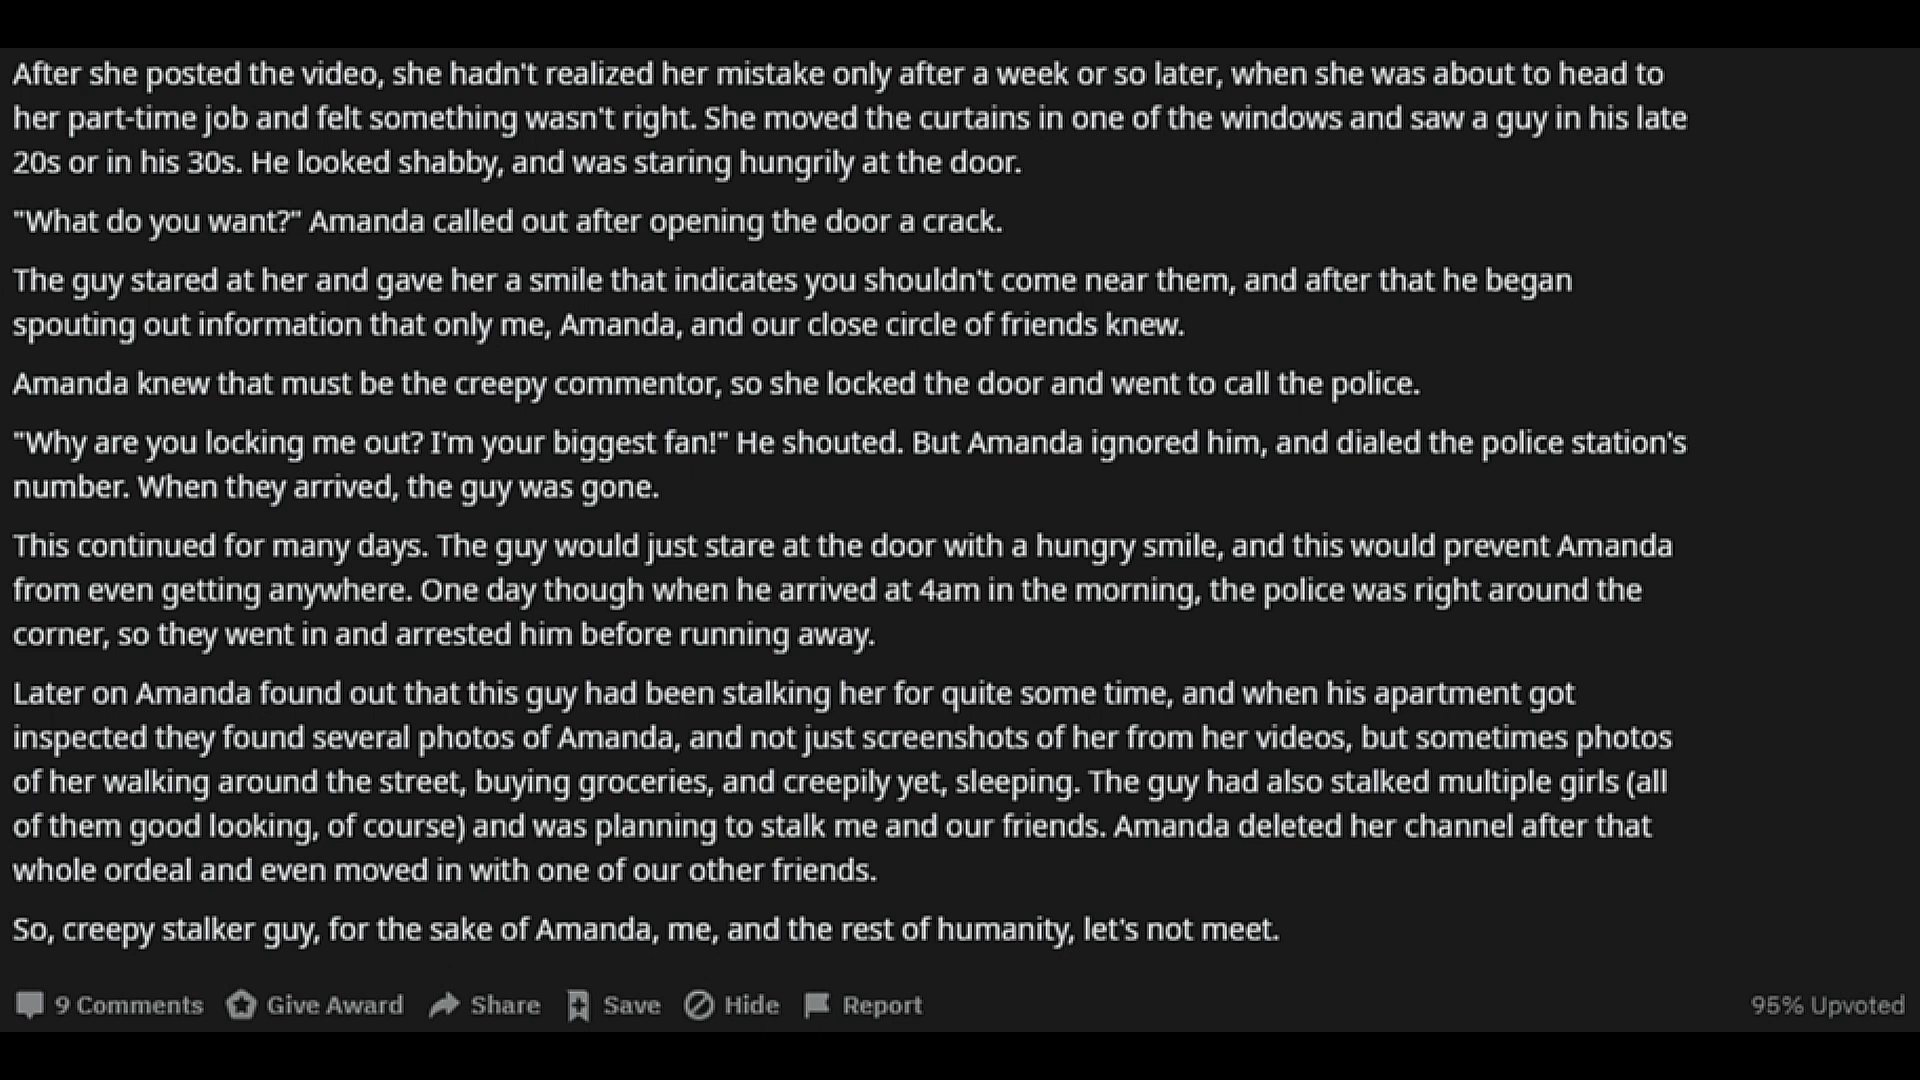 After she posted the video, she hadn't realized her mistake only after a week or so later, when she was about to head to
her part-time job and felt something wasn't right. She moved the curtains in one of the windows and saw a guy in his late
20s or in his 30s. He looked shabby, and was staring hungrily at the door.
"What do you want?" Amanda called out after opening the door a crack.
The guy stared at her and gave her a smile that indicates you shouldn't come near them, and after that he began
spouting out information that only me, Amanda, and our close circle of friends knew.
Amanda knew that must be the creepy commentor, so she locked the door and went to call the police.
"Why are you locking me out? I'm your biggest fan!" He shouted. But Amanda ignored him, and dialed the police station's
number. When they arrived, the guy was gone.
This continued for many days. The guy would just stare at the door with a hungry smile, and this would prevent Amanda
from even getting anywhere. One day though when he arrived at 4am in the morning, the police was right around the
corner, so they went in and arrested him before running away.
Later on Amanda found out that this guy had been stalking her for quite some time, and when his apartment got
inspected they found several photos of Amanda, and not just screenshots of her from her videos, but sometimes photos
of her walking around the street, buying groceries, and creepily yet, sleeping. The guy had also stalked multiple girls (all
of them good looking, of course) and was planning to stalk me and our friends. Amanda deleted her channel after that
whole ordeal and even moved in with one of our other friends.
So, creepy stalker guy, for the sake of Amanda, me, and the rest of humanity, let's not meet.
9 Comments Give Award Share Save Hide Report 95% Upvoted